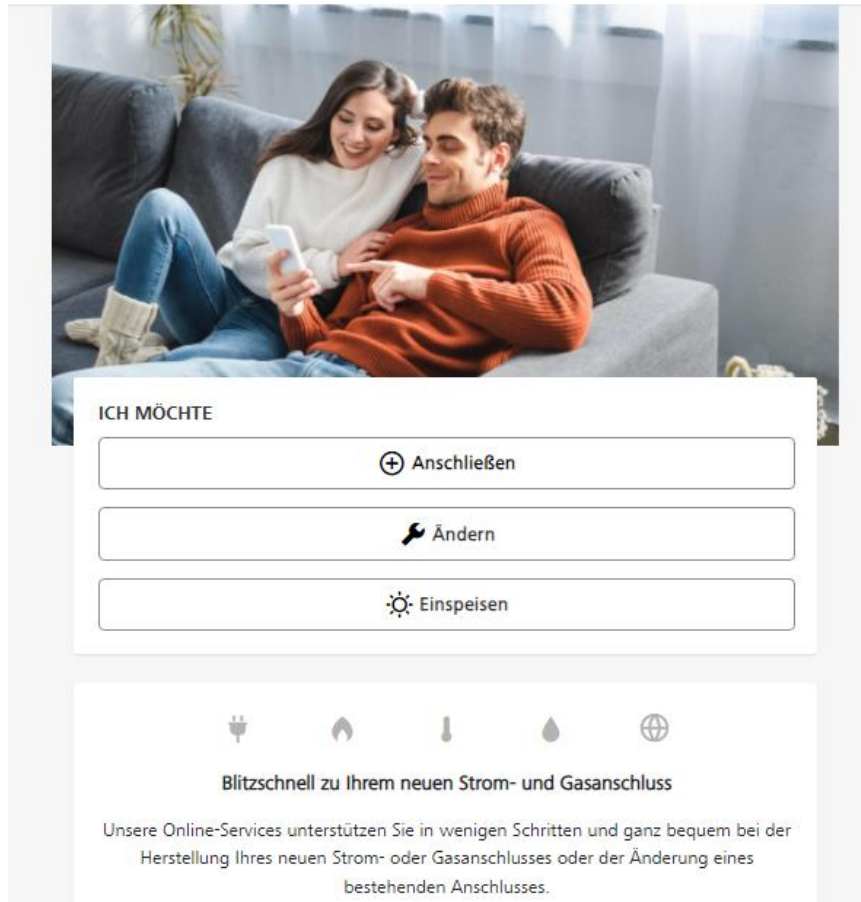 ICH MÖCHTE
Anschließen
Ändern
Einspeisen
Blitzschnell zu Ihrem neuen Strom- und Gasanschluss
Unsere Online-Services unterstützen Sie in wenigen Schritten und ganz bequem bei der
Herstellung Ihres neuen Strom- oder Gasanschlusses oder der Änderung eines
bestehenden Anschlusses.